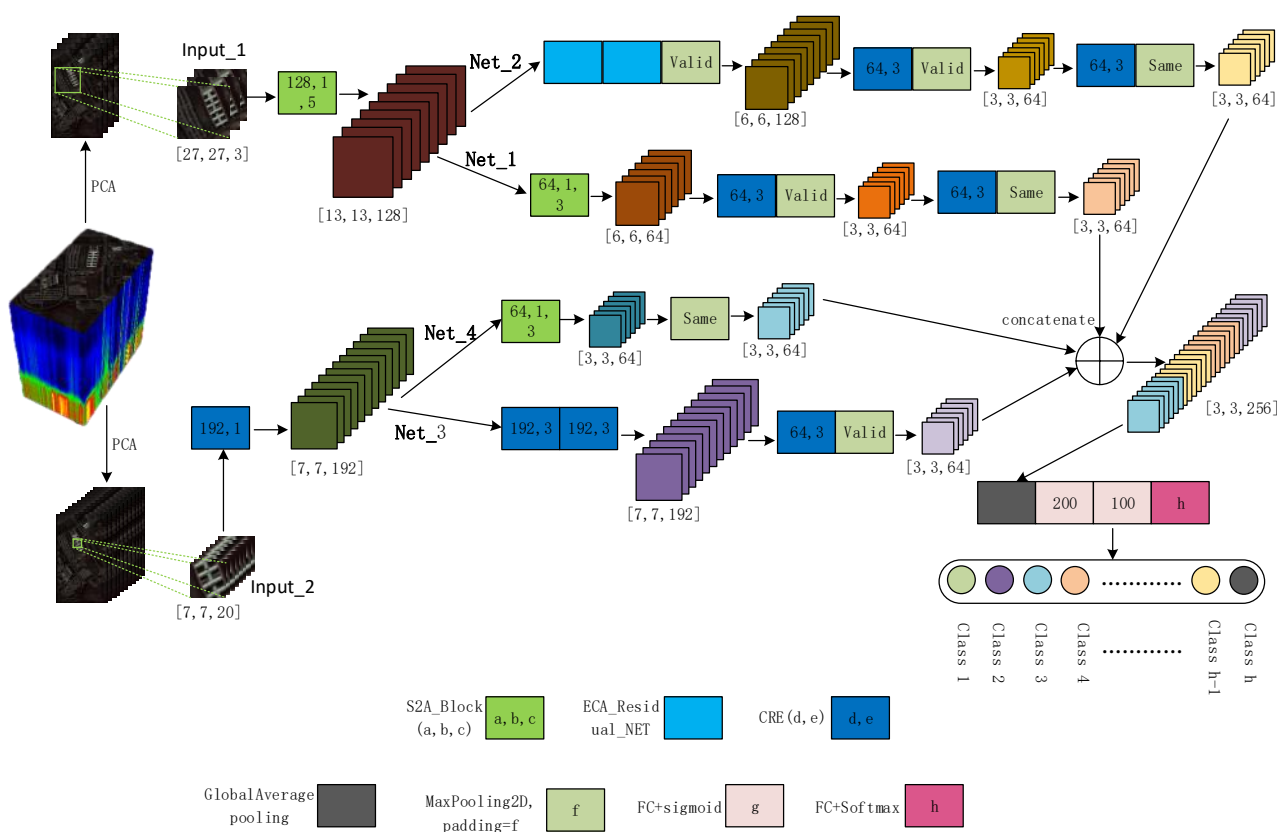 Input_1
[27,27,3]
128,1
,5
[13,13,128]
Net_2
Valid
[6,6,128]
64,3
Valid
[3,3,64]
64,3
Same
[3,3,64]
PCA
Net_1
64,1,
3
[6,6,64]
64,3
Valid
[3,3,64]
64,3
Same
[3,3,64]
Net_4
64,1,
3
[3,3,64]
Same
[3,3,64]
concatenate
[3,3,256]
PCA
192,1
[7,7,192]
Net_3
192,3
192,3
[7,7,192]
64,3
Valid
[3,3,64]
Input_2
[7,7,20]
200
100
h
............
Class 1
Class 2
Class 3
Class 4
............
Class h-1
Class h
S2A_Block
(a,b,c)
a,b,c
ECA_Resid
ual_NET
CRE(d,e)
d,e
GlobalAverage
pooling
MaxPooling2D,
padding=f
f
FC+sigmoid
g
FC+Softmax
h